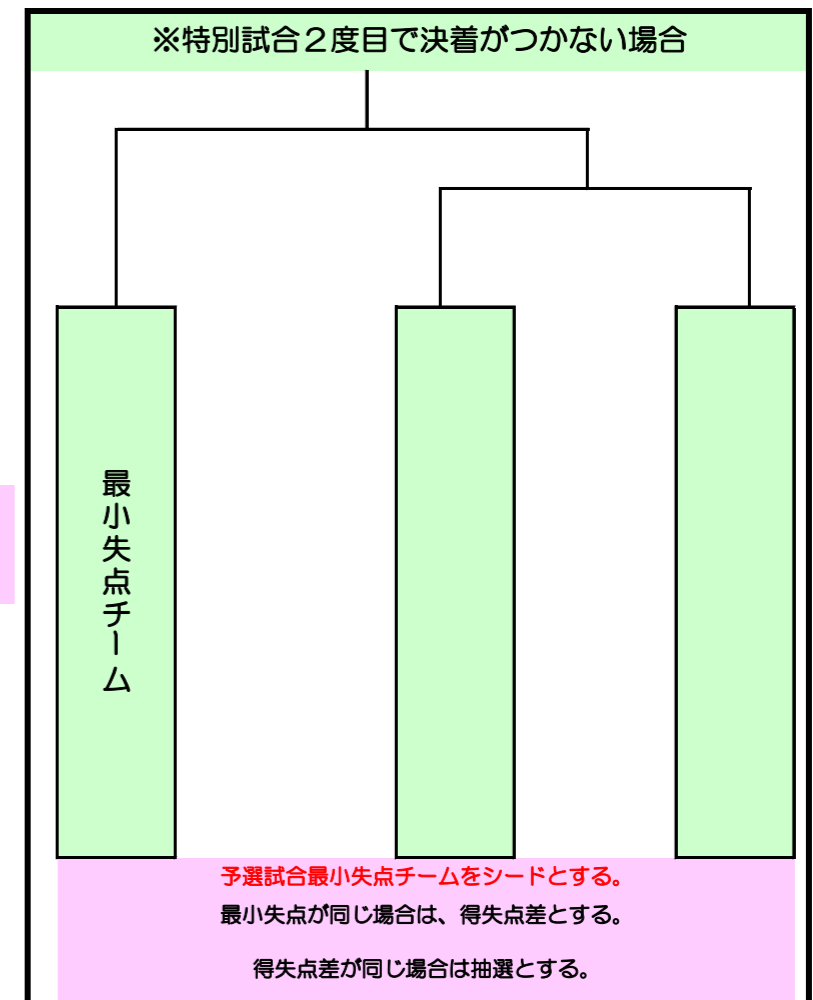 ※特別試合２度目で決着がつかない場合
最小失点チーム
予選試合最小失点チームをシードとする。
最小失点が同じ場合は、得失点差とする。
得失点差が同じ場合は抽選とする。